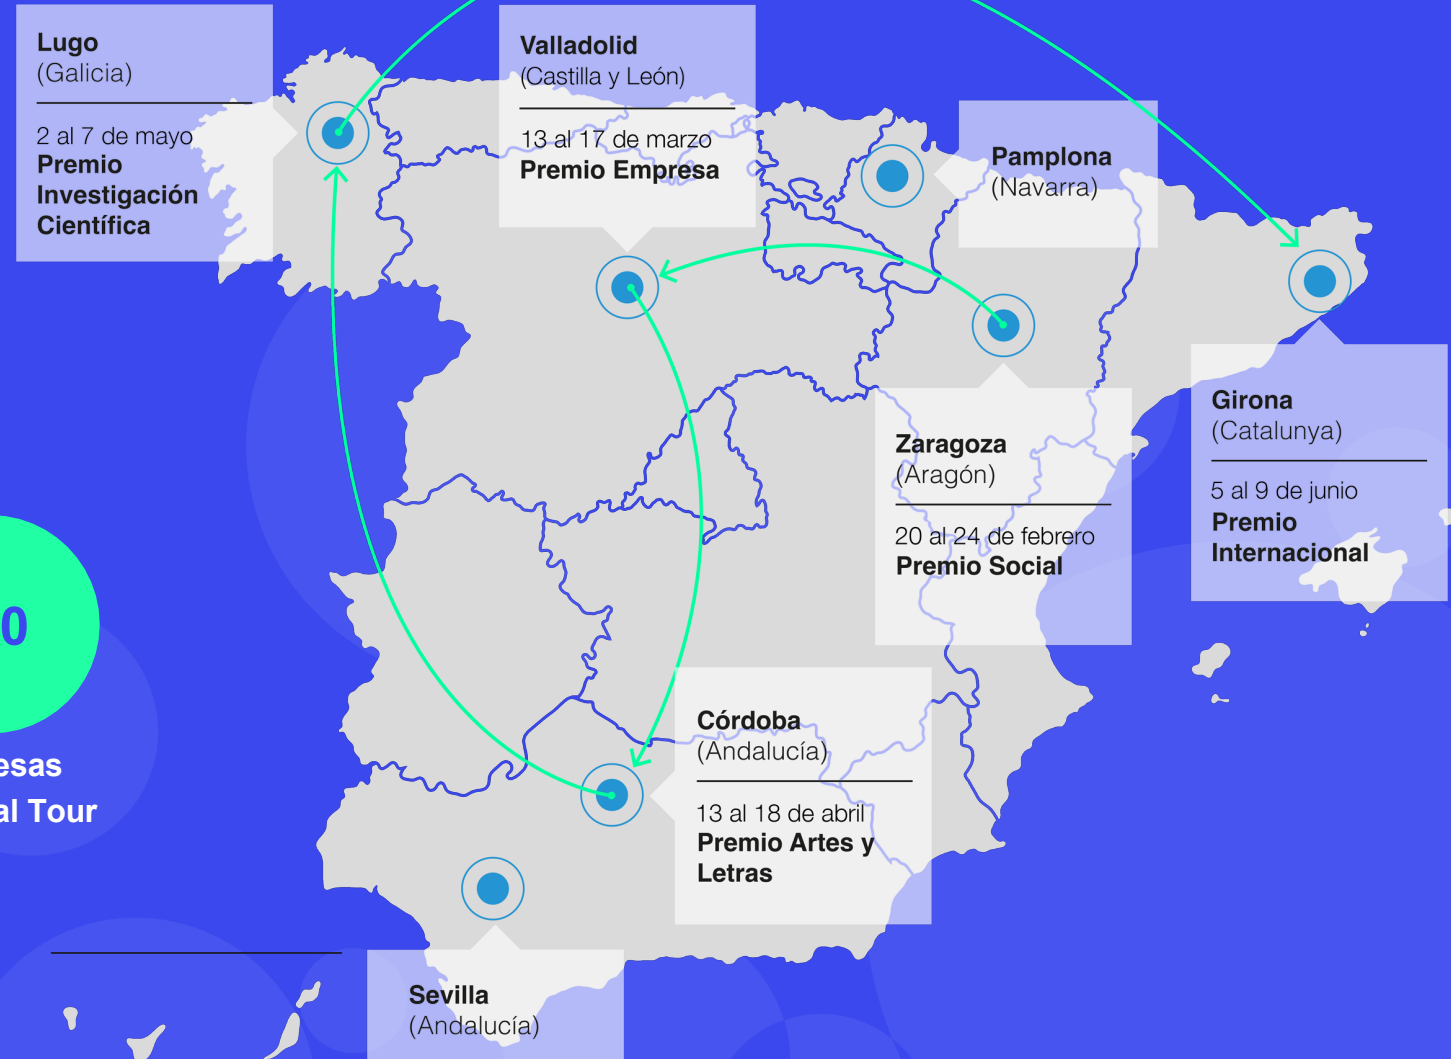 Lugo
(Galicia)
2 al 7 de mayo
Premio
Investigación
Científica
Valladolid
(Castilla y León)
13 al 17 de marzo
Premio Empresa
Pamplona
(Navarra)
Zaragoza
(Aragón)
20 al 24 de febrero
Premio Social
Girona
(Catalunya)
5 al 9 de junio
Premio
Internacional
0
esas
al Tour
Córdoba
(Andalucía)
13 al 18 de abril
Premio Artes y
Letras
Sevilla
(Andalucía)